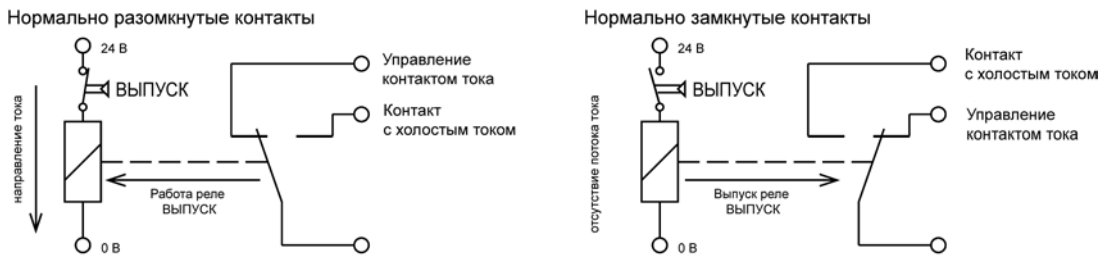 Нормально разомкнутые контакты
24 В
ВЫПУСК
направление тока
Управление
контактом тока
Контакт
с холостым током
Работа реле
ВЫПУСК
0 В
Нормально замкнутые контакты
24 В
ВЫПУСК
отсутствие потока тока
Контакт
с холостым током
Управление
контактом тока
Выпуск реле
ВЫПУСК
0 В